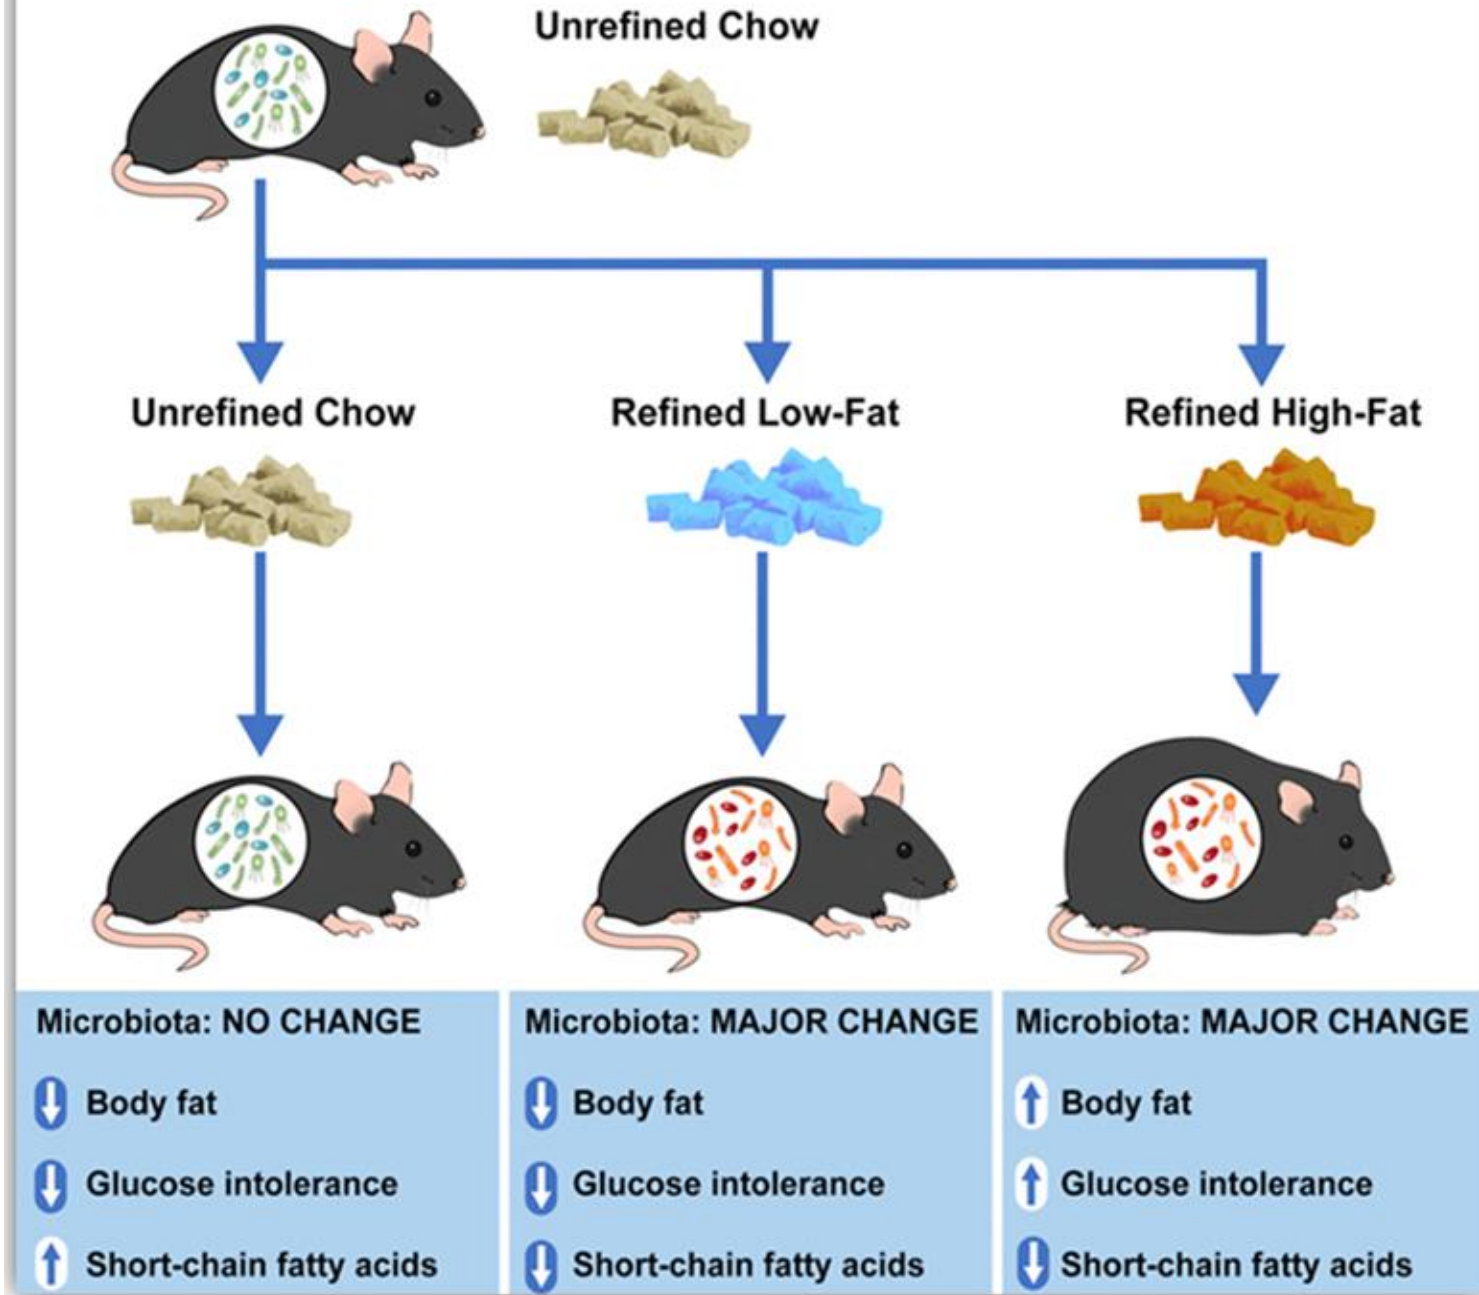 Unrefined Chow
Unrefined Chow
Refined Low-Fat
Refined High-Fat
Microbiota: NO CHANGE
Body fat
Glucose intolerance
Short-chain fatty acids
Microbiota: MAJOR CHANGE
Body fat
Glucose intolerance
Short-chain fatty acids
Microbiota: MAJOR CHANGE
Body fat
Glucose intolerance
Short-chain fatty acids